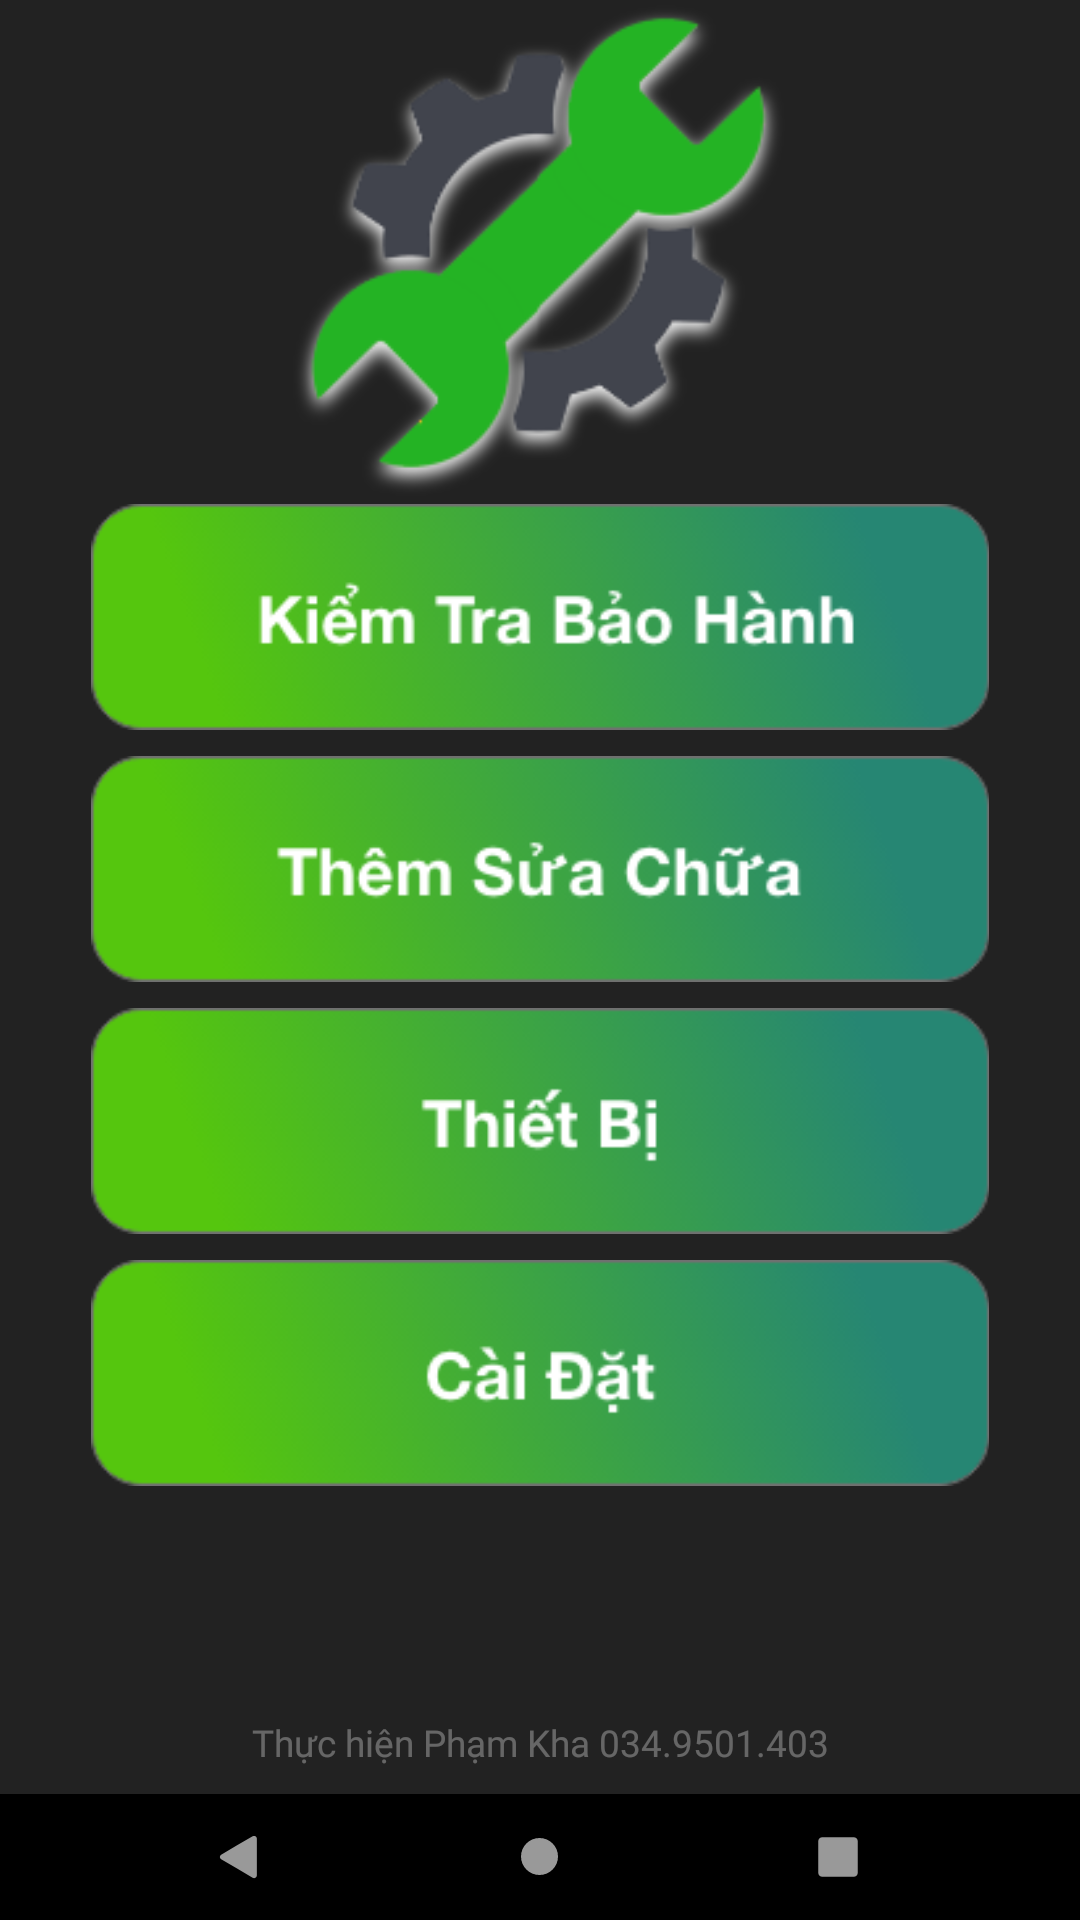 Kiểm Tra Bảo Hành
Thêm Sửa Chữa
Thiết Bị
Cài Đặt
Thực hiện Phạm Kha 034.9501.403